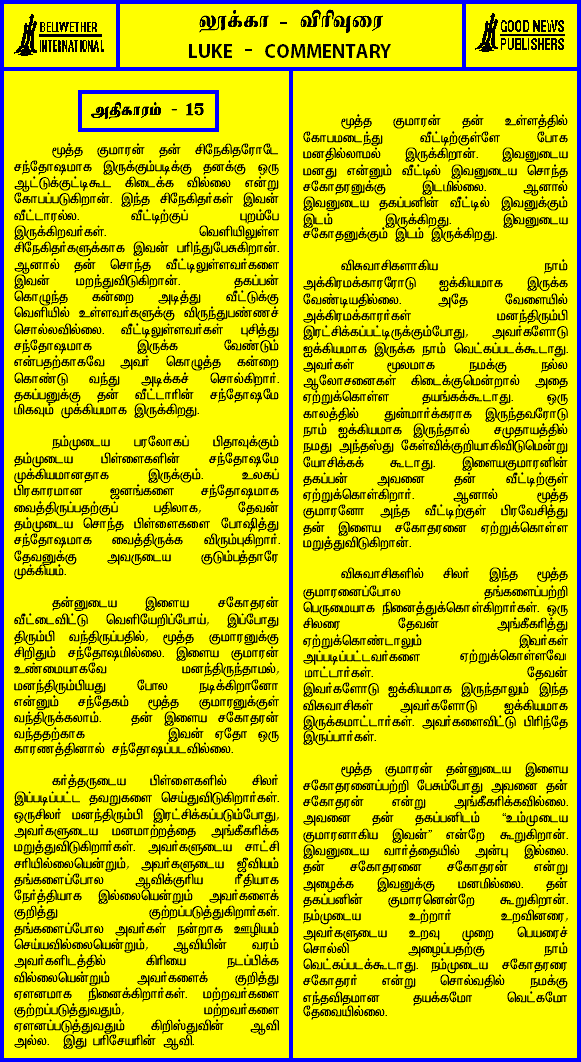 BELLWETHER
INTERNATIONAL
லூக்கா - விரிவுரை
LUKE - COMMENTARY
GOOD NEWS
PUBLISHERS
அதிகாரம் - 15
மூத்த குமாரன் தன் சிநேகிதரோடே
சந்தோஷமாக இருக்கும்படிக்கு தனக்கு ஒரு
ஆட்டுக்குட்டிகூட கிடைக்க வில்லை என்று
கோபப்படுகிறான். இந்த சிநேகிதர்கள் இவன்
வீட்டாரல்ல. வீட்டிற்குப் புறம்பே
இருக்கிறவர்கள். வெளியிலுள்ள
சிநேகிதர்களுக்காக இவன் பரிந்துபேசுகிறான்.
ஆனால் தன் சொந்த வீட்டிலுள்ளவர்களை
இவன் மறந்துவிடுகிறான். தகப்பன்
கொழுந்த கன்றை அடித்து வீட்டுக்கு
வெளியில் உள்ளவர்களுக்கு விருந்துபண்ணச்
சொல்லவில்லை. வீட்டிலுள்ளவர்கள் புசித்து
சந்தோஷமாக இருக்க வேண்டும்
என்பதற்காகவே அவர் கொழுத்த கன்றை
கொண்டு வந்து அடிக்கச் சொல்கிறார்.
தகப்பனுக்கு தன் வீட்டாரின் சந்தோஷமே
மிகவும் முக்கியமாக இருக்கிறது.
நம்முடைய பரலோகப் பிதாவுக்கும்
தம்முடைய பிள்ளைகளின் சந்தோஷமே
முக்கியமானதாக இருக்கும். உலகப்
பிரகாரமான ஜனங்களை சந்தோஷமாக
வைத்திருப்பதற்குப் பதிலாக, தேவன்
தம்முடைய சொந்த பிள்ளைகளை போஷித்து
சந்தோஷமாக வைத்திருக்க விரும்புகிறார்.
தேவனுக்கு அவருடைய குடும்பத்தாரே
முக்கியம்.
தன்னுடைய இளைய சகோதரன்
வீட்டைவிட்டு வெளியேறிப்போய், இப்போது
திரும்பி வந்திருப்பதில், மூத்த குமாரனுக்கு
சிறிதும் சந்தோஷமில்லை. இளைய குமாரன்
உண்மையாகவே மனந்திருந்தாமல்,
மனந்திரும்பியது போல நடிக்கிறானோ
என்னும் சந்தேகம் மூத்த குமாரனுக்குள்
வந்திருக்கலாம். தன் இளைய சகோதரன்
வந்ததற்காக இவன் ஏதோ ஒரு
காரணத்தினால் சந்தோஷப்படவில்லை.
கர்த்தருடைய பிள்ளைகளில் சிலர்
இப்படிப்பட்ட தவறுகளை செய்துவிடுகிறார்கள்.
ஒருசிலர் மனந்திரும்பி இரட்சிக்கப்படும்போது,
அவர்களுடைய மனமாற்றத்தை அங்கீகரிக்க
மறுத்துவிடுகிறார்கள். அவர்களுடைய சாட்சி
சரியில்லையென்றும், அவர்களுடைய ஜீவியம்
தங்களைப்போல ஆவிக்குரிய ரீதியாக
நேர்த்தியாக இல்லையென்றும் அவர்களைக்
குறித்து குற்றப்படுத்துகிறார்கள்.
தங்களைப்போல அவர்கள் நன்றாக ஊழியம்
செய்யவில்லையென்றும், ஆவியின் வரம்
அவர்களிடத்தில் கிரியை நடப்பிக்க
வில்லையென்றும் அவர்களைக் குறித்து
ஏளனமாக நினைக்கிறார்கள். மற்றவர்களை
குற்றப்படுத்துவதும், மற்றவர்களை
ஏளனப்படுத்துவதும் கிறிஸ்துவின் ஆவி
அல்ல. இது பரிசேயரின் ஆவி.
மூத்த குமாரன் தன் உள்ளத்தில்
கோபமடைந்து வீட்டிற்குள்ளே போக
மனதில்லாமல் இருக்கிறான். இவனுடைய
மனது என்னும் வீட்டில் இவனுடைய சொந்த
சகோதரனுக்கு இடமில்லை. ஆனால்
இவனுடைய தகப்பனின் வீட்டில் இவனுக்கும்
இடம் இருக்கிறது. இவனுடைய
சகோதனுக்கும் இடம் இருக்கிறது.
விசுவாசிகளாகிய நாம்
அக்கிரமக்காரரோடு ஐக்கியமாக இருக்க
வேண்டியதில்லை. அதே வேளையில்
அக்கிரமக்காரர்கள் மனந்திரும்பி
இரட்சிக்கப்பட்டிருக்கும்போது, அவர்களோடு
ஐக்கியமாக இருக்க நாம் வெட்கப்படக்கூடாது.
அவர்கள் மூலமாக நமக்கு நல்ல
ஆலோசனைகள் கிடைக்குமென்றால் அதை
ஏற்றுக்கொள்ள தயங்கக்கூடாது. ஒரு
காலத்தில் துன்மார்க்கராக இருந்தவரோடு
நாம் ஐக்கியமாக இருந்தால் சமுதாயத்தில்
நமது அந்தஸ்து கேள்விக்குறியாகிவிடுமென்று
யோசிக்கக் கூடாது. இளையகுமாரனின்
தகப்பன் அவனை தன் வீட்டிற்குள்
ஏற்றுக்கொள்கிறார். ஆனால் மூத்த
குமாரனோ அந்த வீட்டிற்குள் பிரவேசித்து
தன் இளைய சகோதரனை ஏற்றுக்கொள்ள
மறுத்துவிடுகிறான்.
விசுவாசிகளில் சிலர் இந்த மூத்த
குமாரனைப்போல தங்களைப்பற்றி
பெருமையாக நினைத்துக்கொள்கிறார்கள். ஒரு
சிலரை தேவன் அங்கீகரித்து
ஏற்றுக்கொண்டாலும் இவர்கள்
அப்படிப்பட்டவர்களை ஏற்றுக்கொள்ளவே
மாட்டார்கள். தேவன்
இவர்களோடு ஐக்கியமாக இருந்தாலும் இந்த
விசுவாசிகள் அவர்களோடு ஐக்கியமாக
இருக்கமாட்டார்கள். அவர்களைவிட்டு பிரிந்தே
இருப்பார்கள்.
மூத்த குமாரன் தன்னுடைய இளைய
சகோதரனைப்பற்றி பேசும்போது அவனை தன்
சகோதரன் என்று அங்கீகரிக்கவில்லை.
அவனை தன் தகப்பனிடம் "உம்முடைய
குமாரனாகிய இவன்" என்றே கூறுகிறான்.
இவனுடைய வார்த்தையில் அன்பு இல்லை.
தன் சகோதரனை சகோதரன் என்று
அழைக்க இவனுக்கு மனமில்லை. தன்
தகப்பனின் குமாரனென்றே கூறுகிறான்.
நம்முடைய உற்றார் உறவினரை,
அவர்களுடைய உறவு முறை பெயரைச்
சொல்லி அழைப்பதற்கு நாம்
வெட்கப்படக்கூடாது. நம்முடைய சகோதரரை
சகோதரர் என்று சொல்வதில் நமக்கு
எந்தவிதமான தயக்கமோ வெட்கமோ
தேவையில்லை.